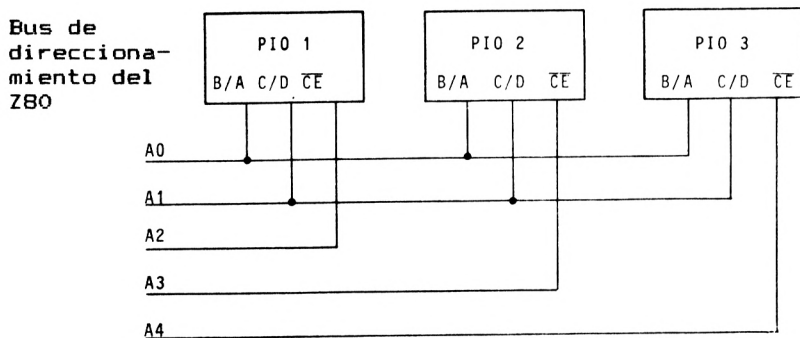 Bus de
direcciona-
miento del
Z80
PIO 1
B/A C/D CE
PIO 2
B/A C/D CE
PIO 3
B/A C/D CE
A0
A1
A2
A3
A4